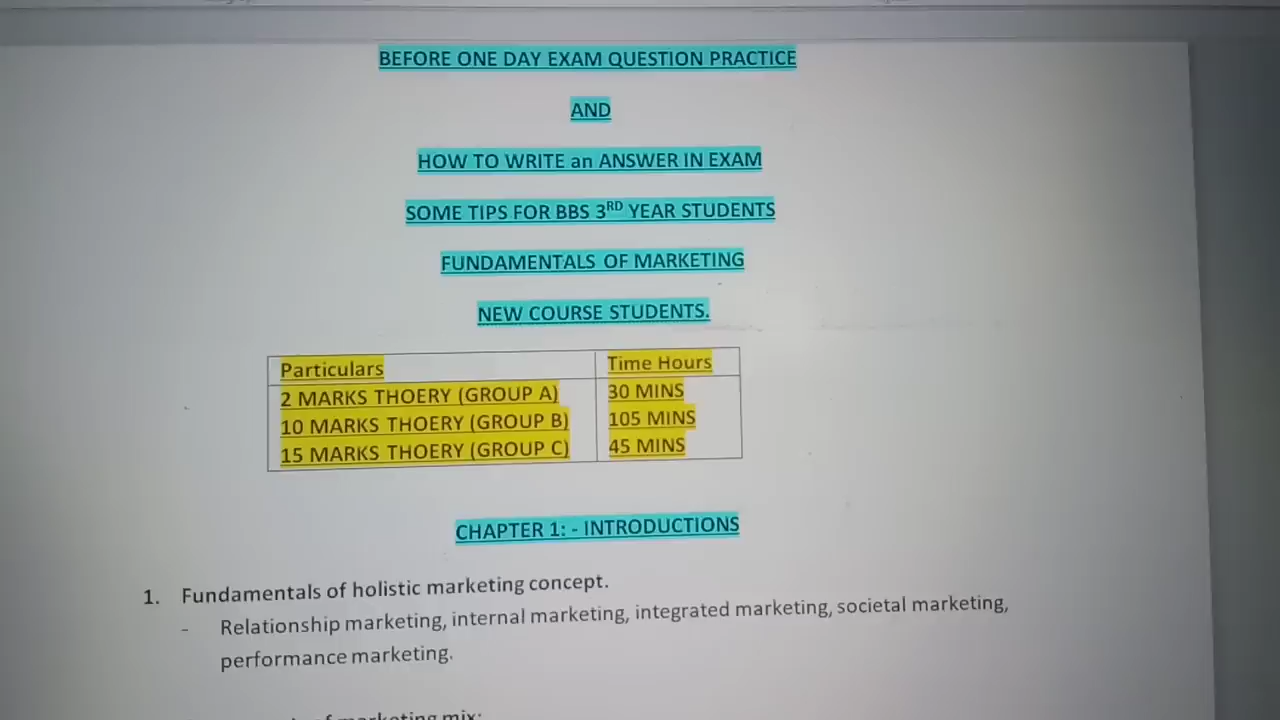 BEFORE ONE DAY EXAM QUESTION PRACTICE
AND
HOW TO WRITE an ANSWER IN EXAM
SOME TIPS FOR BBS 3RD YEAR STUDENTS
FUNDAMENTALS OF MARKETING
NEW COURSE STUDENTS.
Particulars Time Hours
2 MARKS THOERY (GROUP A) 30 MINS
10 MARKS THOERY (GROUP B) 105 MINS
15 MARKS THOERY (GROUP C) 45 MINS
CHAPTER 1: - INTRODUCTIONS
1. Fundamentals of holistic marketing concept.
- Relationship marketing, internal marketing, integrated marketing, societal marketing,
performance marketing.
of marketing mix: